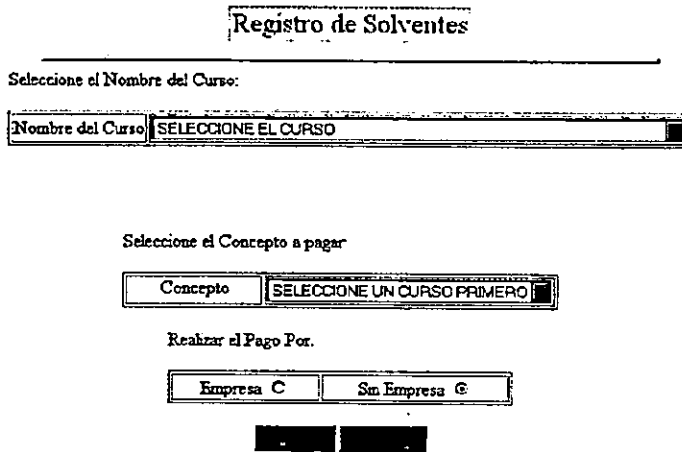 Registro de Solventes
Seleccione el Nombre del Curso:
Nombre del Curso SELECCIONE EL CURSO
Seleccione el Concepto a pagar
Concepto SELECCIONE UN CURSO PRIMERO
Realizar el Pago Por.
Empresa Sin Empresa